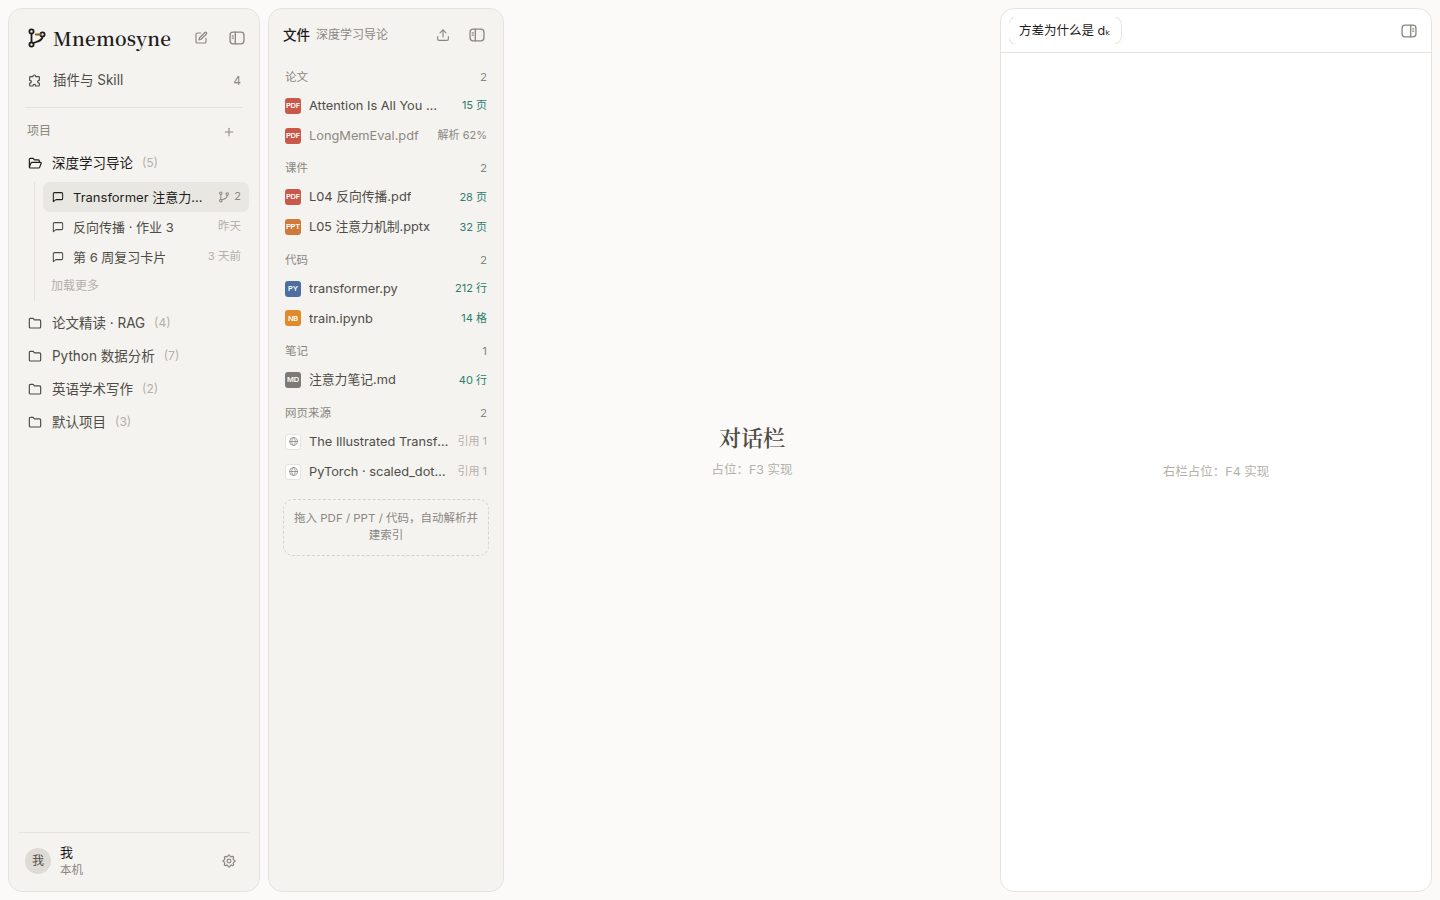 Mnemosyne
插件与 Skill 4
项目
深度学习导论 (5)
Transformer 注意力... 2
反向传播 · 作业 3 昨天
第 6 周复习卡片 3 天前
加载更多
论文精读 · RAG (4)
Python 数据分析 (7)
英语学术写作 (2)
默认项目 (3)
我 我
本机
文件 深度学习导论
论文 2
PDF Attention Is All You ... 15 页
PDF LongMemEval.pdf 解析 62%
课件 2
PDF L04 反向传播.pdf 28 页
PPT L05 注意力机制.pptx 32 页
代码 2
PY transformer.py 212 行
NB train.ipynb 14 格
笔记 1
MD 注意力笔记.md 40 行
网页来源 2
The Illustrated Transf... 引用 1
PyTorch · scaled_dot... 引用 1
拖入 PDF / PPT / 代码，自动解析并
建索引
对话栏
占位：F3 实现
方差为什么是 dₖ
右栏占位：F4 实现